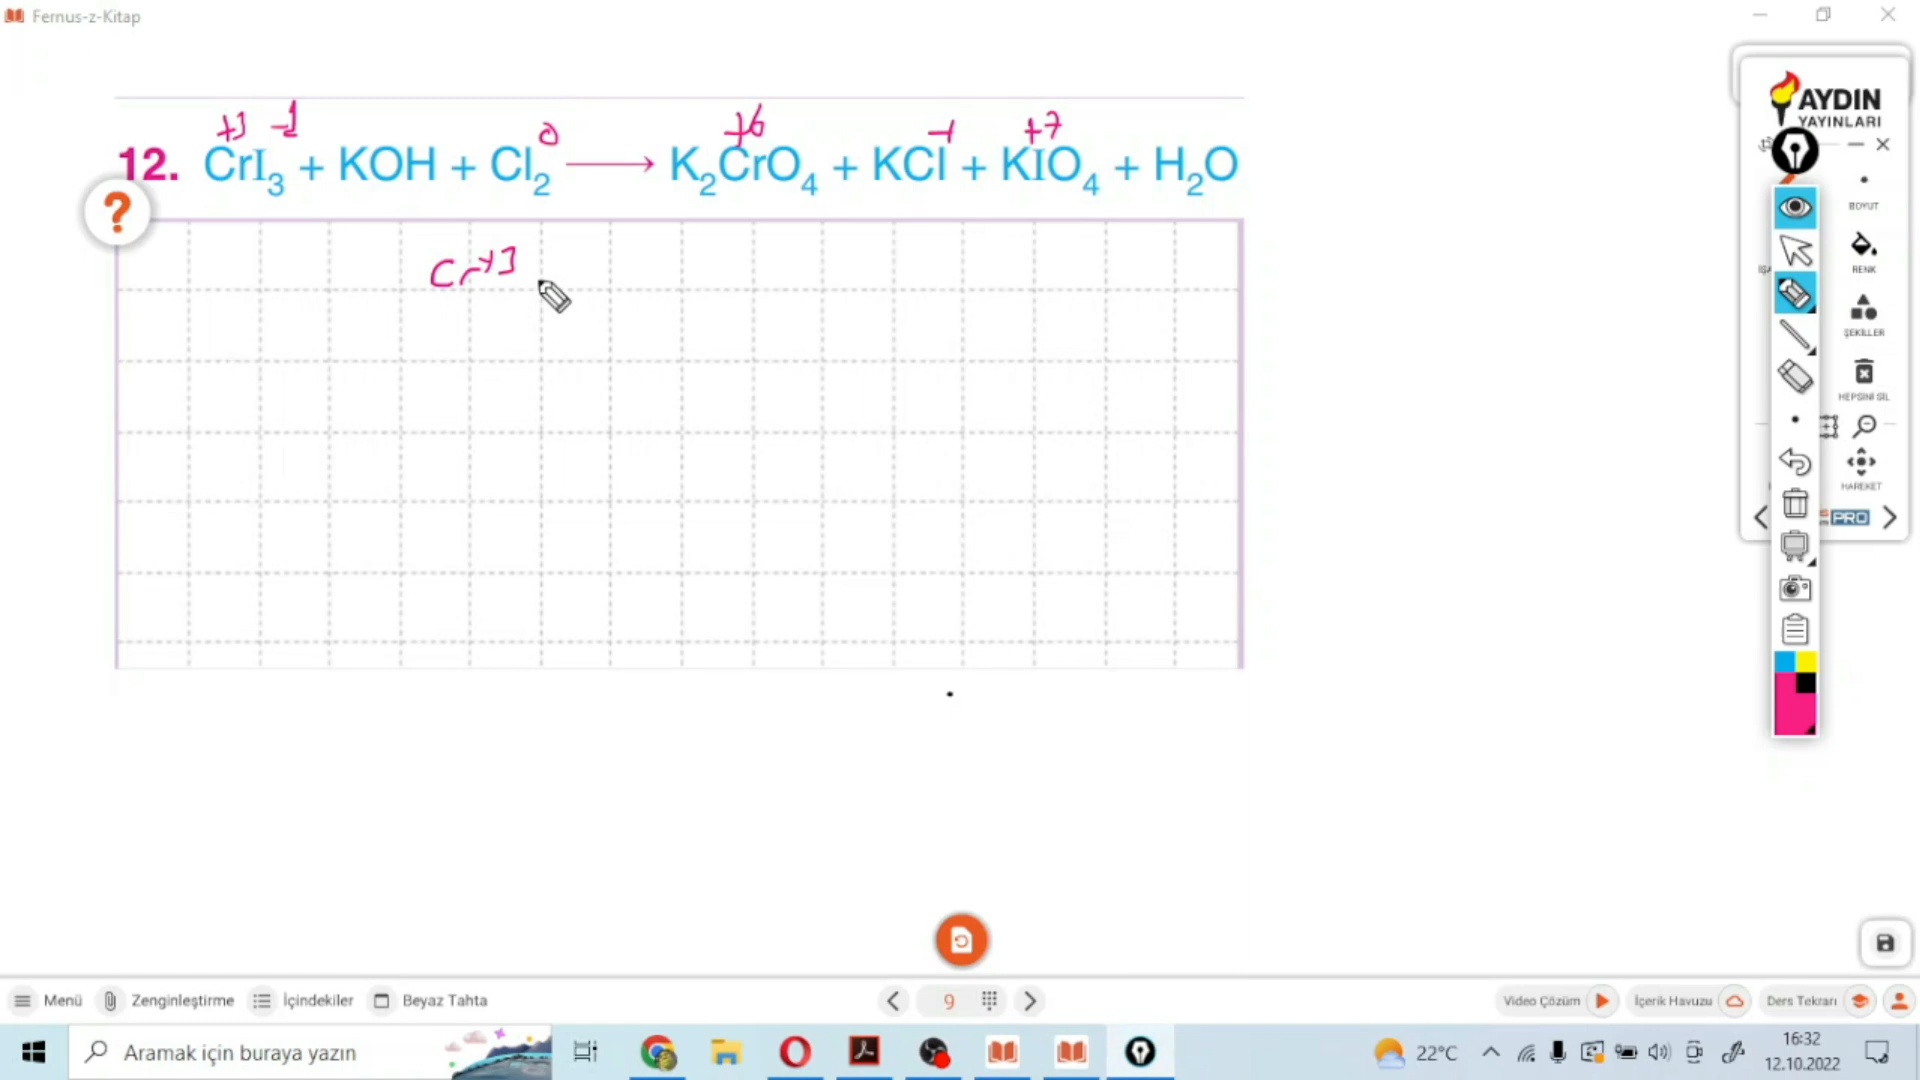 Fernus-z-Kitap
+3 -1 0 +6 -1 +7
12. CrI₃ + KOH + Cl₂ ⟶ K₂CrO₄ + KCl + KIO₄ + H₂O
?
Cr⁺³
AYDIN
YAYINLARI
BOYUT
RENK
ŞEKİLLER
HEPSİNİ SİL
HAREKET
PRO
Menü Zenginleştirme İçindekiler Beyaz Tahta 9 Video Çözüm İçerik Havuzu Ders Tekrarı
Aramak için buraya yazın 22°C 16:32
12.10.2022